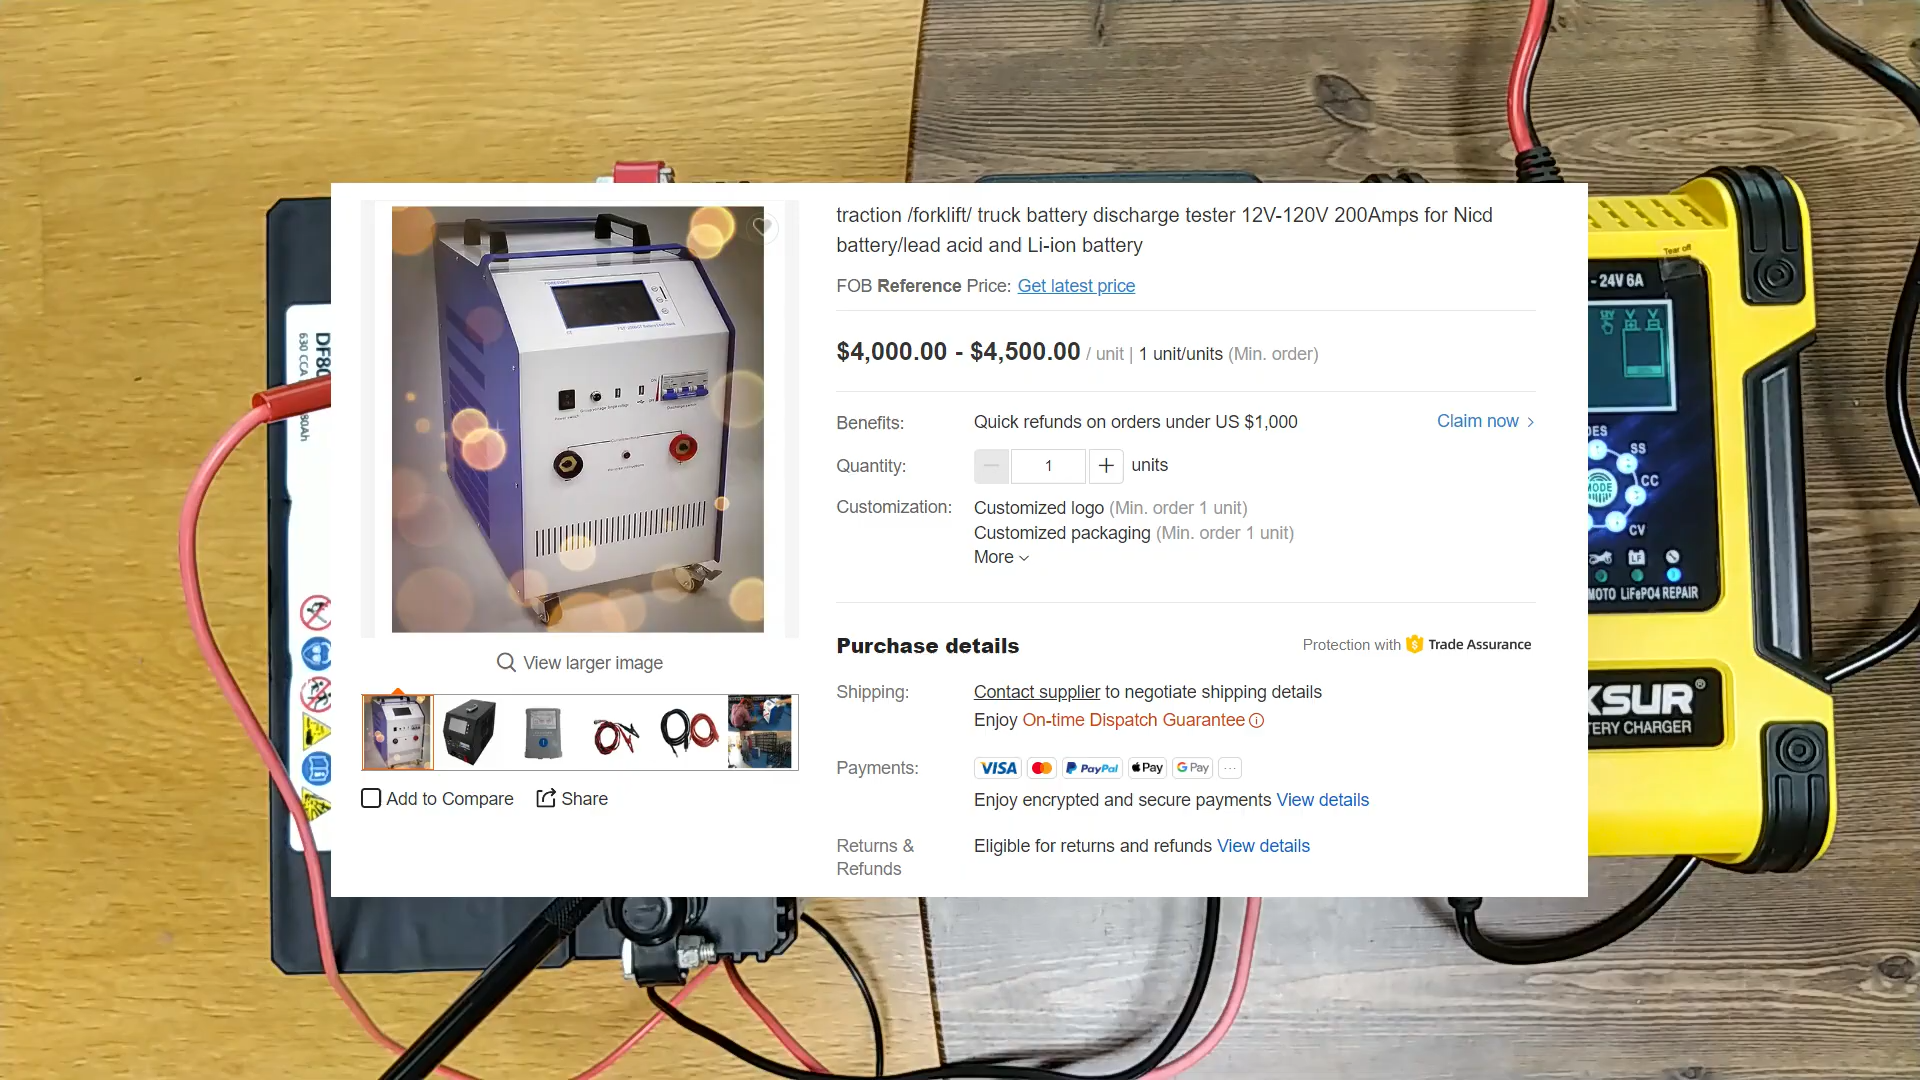 traction /forklift/ truck battery discharge tester 12V-120V 200Amps for Nicd
battery/lead acid and Li-ion battery
FOB Reference Price: Get latest price
$4,000.00 - $4,500.00 / unit | 1 unit/units (Min. order)
Benefits: Quick refunds on orders under US $1,000 Claim now >
Quantity: − 1 + units
Customization: Customized logo (Min. order 1 unit)
Customized packaging (Min. order 1 unit)
More
Purchase details Protection with Trade Assurance
Shipping: Contact supplier to negotiate shipping details
Enjoy On-time Dispatch Guarantee
Payments: VISA PayPal Pay G Pay ...
Enjoy encrypted and secure payments View details
Returns & Eligible for returns and refunds View details
Refunds
View larger image
Add to Compare Share
DF80
630 CCA
80Ah
Tear off
- 24V 6A
SS
CC
MODE
CV
LF
MOTO LiFePO4 REPAIR
KSUR®
TERY CHARGER